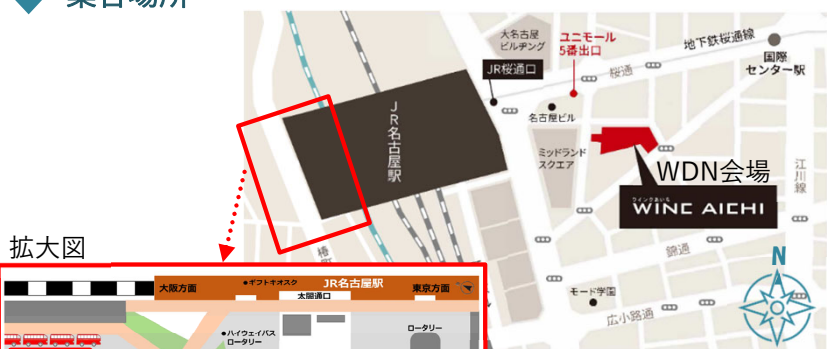 集合場所
大名古屋
ビルヂング
ユニモール
5番出口
地下鉄桜通線
国際
センター駅
JR桜通口
桜通
名古屋ビル
JR名古屋駅
ミッドランド
スクエア
WDN会場
ウインクあいち
WINC AICHI
江川線
錦通
椿町
モード学園
広小路通
N
拡大図
大阪方面
●ギフトキオスク
JR名古屋駅
東京方面
太閤通口
●ハイウェイバス
ロータリー
ロータリー